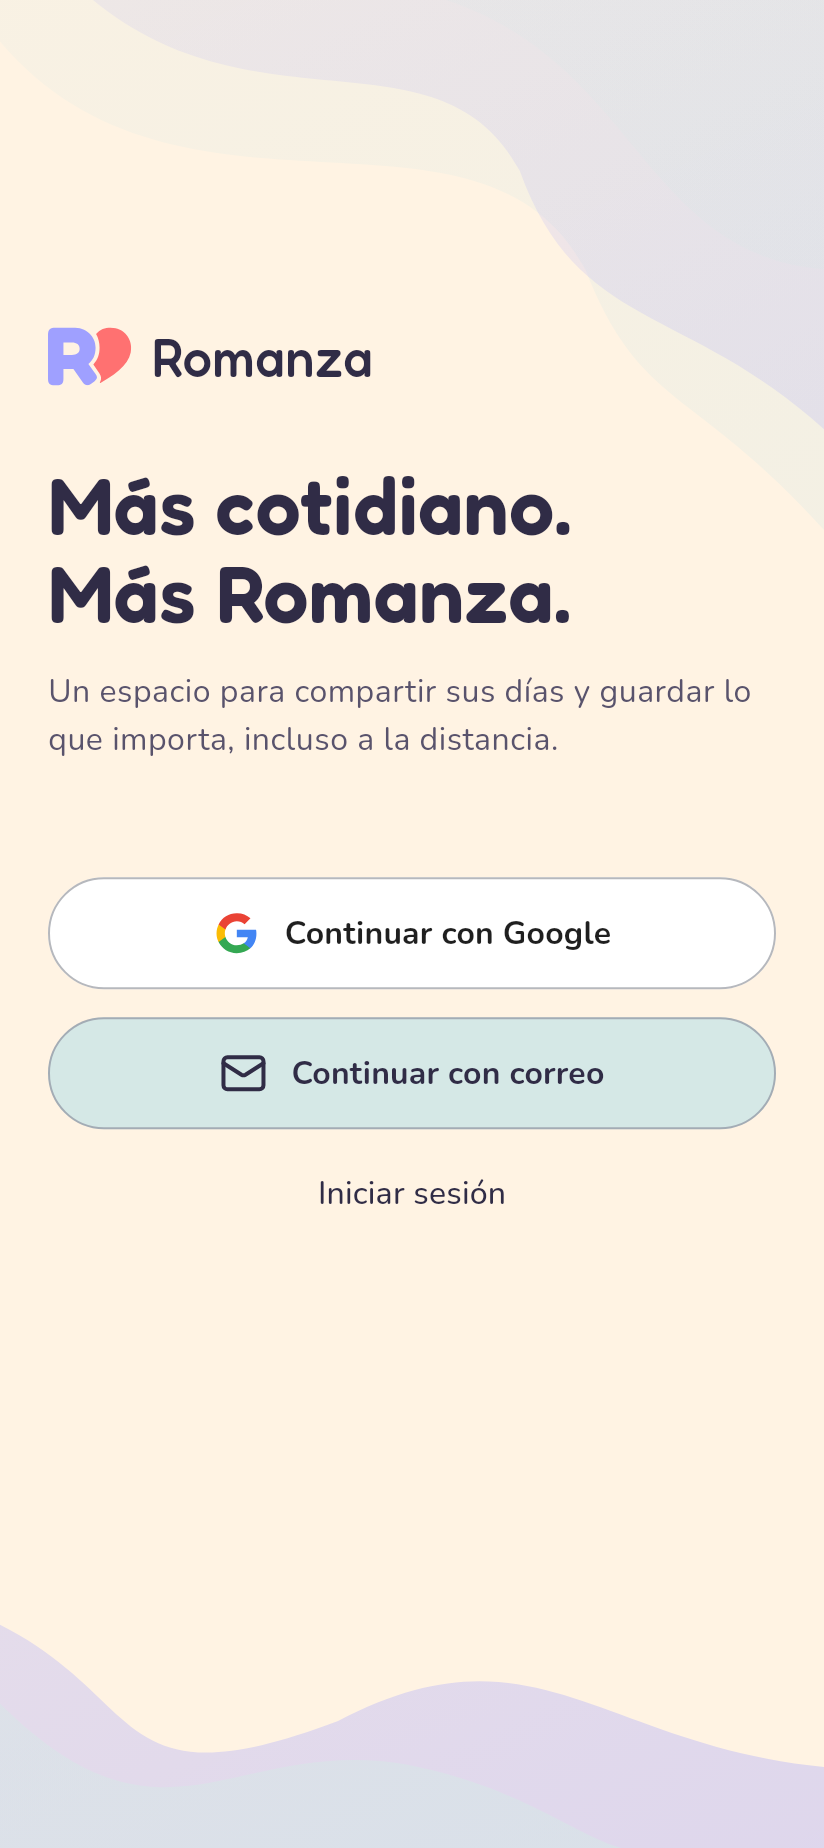 Romanza
Más cotidiano.
Más Romanza.
Un espacio para compartir sus días y guardar lo
que importa, incluso a la distancia.
Continuar con Google
Continuar con correo
Iniciar sesión